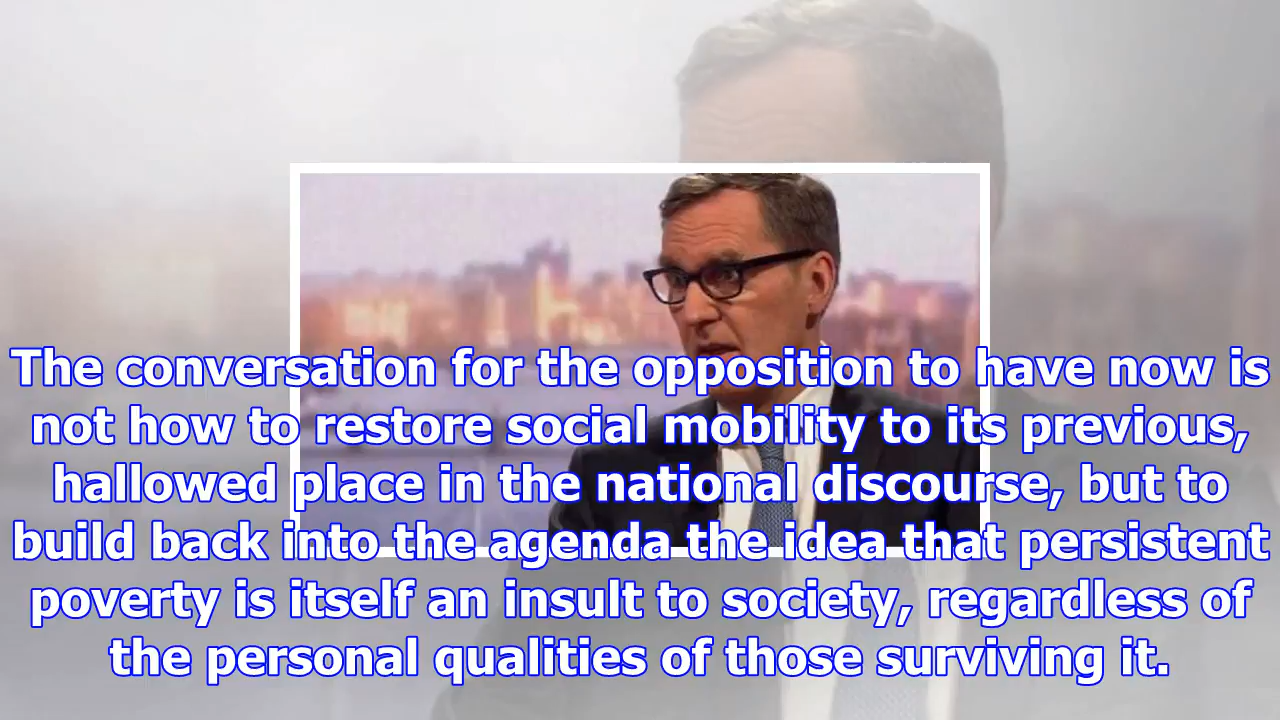 The conversation for the opposition to have now is
not how to restore social mobility to its previous,
hallowed place in the national discourse, but to
build back into the agenda the idea that persistent
poverty is itself an insult to society, regardless of
the personal qualities of those surviving it.